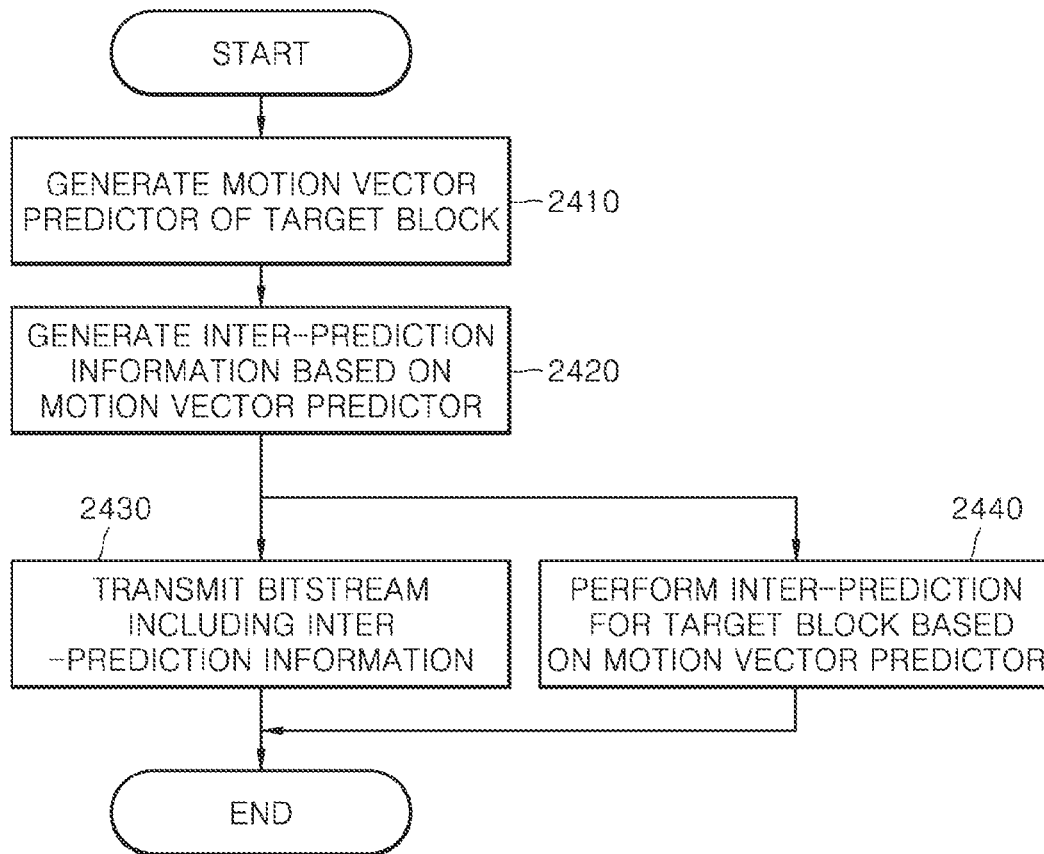 START
GENERATE MOTION VECTOR
PREDICTOR OF TARGET BLOCK
2410
GENERATE INTER-PREDICTION
INFORMATION BASED ON
MOTION VECTOR PREDICTOR
2420
2430
TRANSMIT BITSTREAM
INCLUDING INTER
-PREDICTION INFORMATION
2440
PERFORM INTER-PREDICTION
FOR TARGET BLOCK BASED
ON MOTION VECTOR PREDICTOR
END